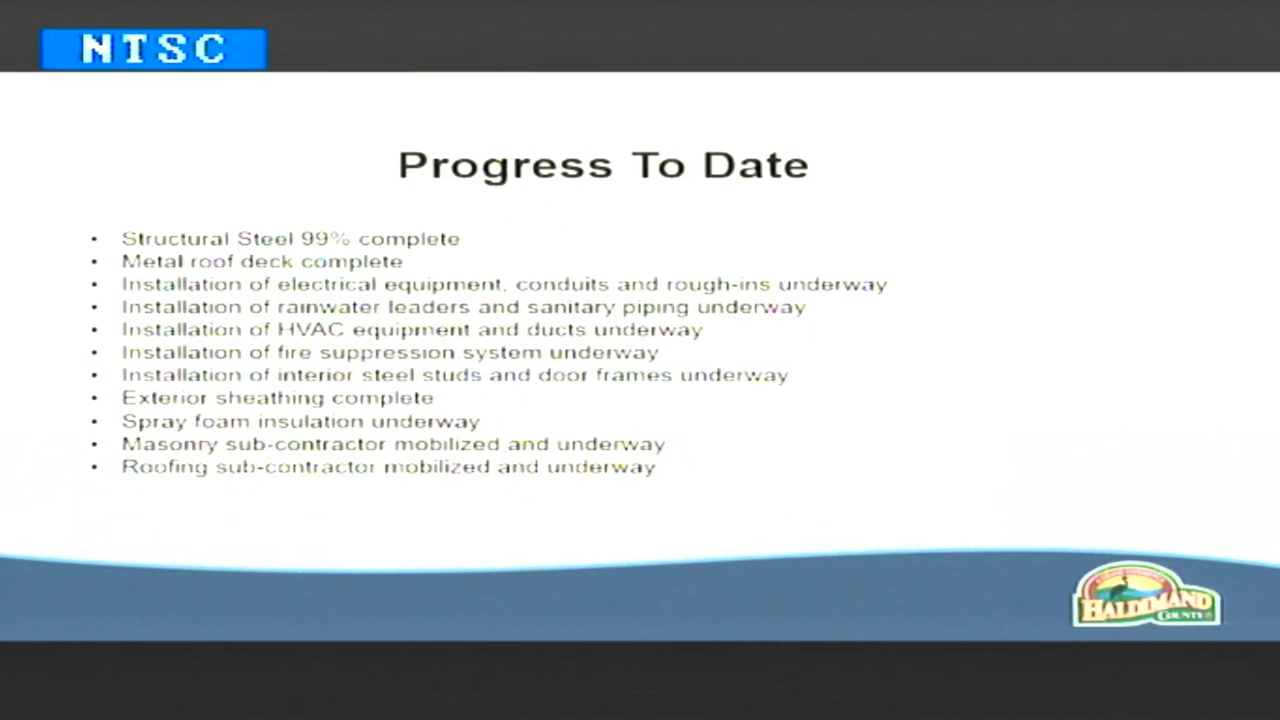 NTSC
Progress To Date
• Structural Steel 99% complete
• Metal roof deck complete
• Installation of electrical equipment, conduits and rough-ins underway
• Installation of rainwater leaders and sanitary piping underway
• Installation of HVAC equipment and ducts underway
• Installation of fire suppression system underway
• Installation of interior steel studs and door frames underway
• Exterior sheathing complete
• Spray foam insulation underway
• Masonry sub-contractor mobilized and underway
• Roofing sub-contractor mobilized and underway
HALDIMAND
COUNTY